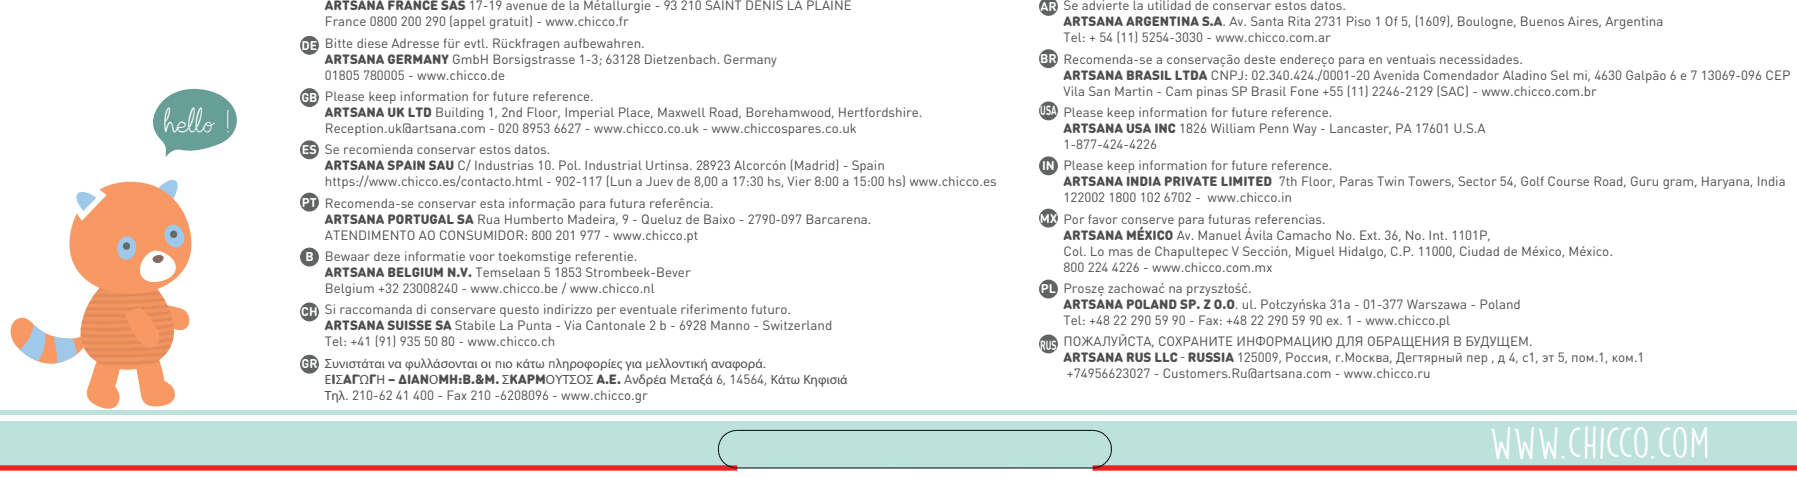 ARTSANA FRANCE SAS 17-19 avenue de la Métallurgie - 93 210 SAINT DENIS LA PLAINE
France 0800 200 290 (appel gratuit) - www.chicco.fr
DE Bitte diese Adresse für evtl. Rückfragen aufbewahren.
ARTSANA GERMANY GmbH Borsigstrasse 1-3; 63128 Dietzenbach. Germany
01805 780005 - www.chicco.de
GB Please keep information for future reference.
ARTSANA UK LTD Building 1, 2nd Floor, Imperial Place, Maxwell Road, Borehamwood, Hertfordshire.
Reception.uk@artsana.com - 020 8953 6627 - www.chicco.co.uk - www.chiccospares.co.uk
ES Se recomienda conservar estos datos.
ARTSANA SPAIN SAU C/ Industrias 10. Pol. Industrial Urtinsa. 28923 Alcorcón (Madrid) - Spain
https://www.chicco.es/contacto.html - 902-117 (Lun a Juev de 8,00 a 17:30 hs, Vier 8:00 a 15:00 hs) www.chicco.es
PT Recomenda-se conservar esta informação para futura referência.
ARTSANA PORTUGAL SA Rua Humberto Madeira, 9 - Queluz de Baixo - 2790-097 Barcarena.
ATENDIMENTO AO CONSUMIDOR: 800 201 977 - www.chicco.pt
B Bewaar deze informatie voor toekomstige referentie.
ARTSANA BELGIUM N.V. Temselaan 5 1853 Strombeek-Bever
Belgium +32 23008240 - www.chicco.be / www.chicco.nl
CH Si raccomanda di conservare questo indirizzo per eventuale riferimento futuro.
ARTSANA SUISSE SA Stabile La Punta - Via Cantonale 2 b - 6928 Manno - Switzerland
Tel: +41 (91) 935 50 80 - www.chicco.ch
GR Συνιστάται να φυλλάσονται οι πιο κάτω πληροφορίες για μελλοντική αναφορά.
ΕΙΣΑΓΩΓΗ – ΔΙΑΝΟΜΗ:B.&M. ΣΚΑΡΜΟΥΤΣΟΣ A.E. Ανδρέα Μεταξά 6, 14564, Κάτω Κηφισιά
Τηλ. 210-62 41 400 - Fax 210 -6208096 - www.chicco.gr
AR Se advierte la utilidad de conservar estos datos.
ARTSANA ARGENTINA S.A. Av. Santa Rita 2731 Piso 1 Of 5, (1609), Boulogne, Buenos Aires, Argentina
Tel: + 54 (11) 5254-3030 - www.chicco.com.ar
BR Recomenda-se a conservação deste endereço para en ventuais necessidades.
ARTSANA BRASIL LTDA CNPJ: 02.340.424./0001-20 Avenida Comendador Aladino Sel mi, 4630 Galpão 6 e 7 13069-096 CEP
Vila San Martin - Cam pinas SP Brasil Fone +55 (11) 2246-2129 (SAC) - www.chicco.com.br
USA Please keep information for future reference.
ARTSANA USA INC 1826 William Penn Way - Lancaster, PA 17601 U.S.A
1-877-424-4226
IN Please keep information for future reference.
ARTSANA INDIA PRIVATE LIMITED 7th Floor, Paras Twin Towers, Sector 54, Golf Course Road, Guru gram, Haryana, India
122002 1800 102 6702 - www.chicco.in
MX Por favor conserve para futuras referencias.
ARTSANA MÉXICO Av. Manuel Ávila Camacho No. Ext. 36, No. Int. 1101P,
Col. Lo mas de Chapultepec V Sección, Miguel Hidalgo, C.P. 11000, Ciudad de México, México.
800 224 4226 - www.chicco.com.mx
PL Proszę zachować na przyszłość.
ARTSANA POLAND SP. Z O.O. ul. Połczyńska 31a - 01-377 Warszawa - Poland
Tel: +48 22 290 59 90 - Fax: +48 22 290 59 90 ex. 1 - www.chicco.pl
RUS ПОЖАЛУЙСТА, СОХРАНИТЕ ИНФОРМАЦИЮ ДЛЯ ОБРАЩЕНИЯ В БУДУЩЕМ.
ARTSANA RUS LLC - RUSSIA 125009, Россия, г.Москва, Дегтярный пер , д 4, с1, эт 5, пом.1, ком.1
+74956623027 - Customers.Ru@artsana.com - www.chicco.ru
hello !
WWW.CHICCO.COM